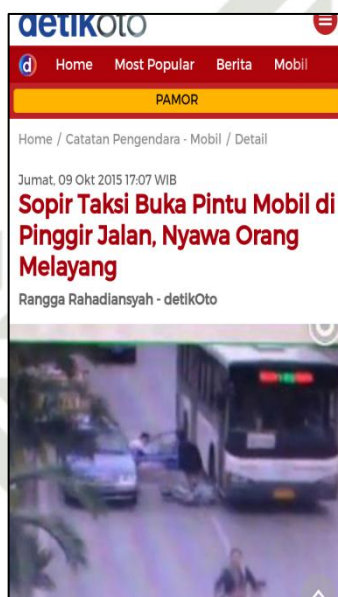 detikoto
d Home Most Popular Berita Mobil
PAMOR
Home / Catatan Pengendara - Mobil / Detail
Jumat, 09 Okt 2015 17:07 WIB
Sopir Taksi Buka Pintu Mobil di
Pinggir Jalan, Nyawa Orang
Melayang
Rangga Rahadiansyah - detikOto